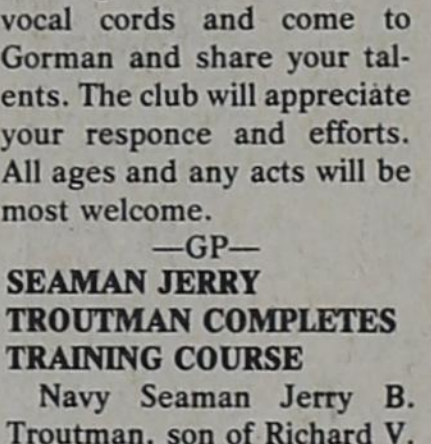 vocal cords and come to
Gorman and share your tal-
ents. The club will appreciate
your responce and efforts.
All ages and any acts will be
most welcome.
—GP—
SEAMAN JERRY
TROUTMAN COMPLETES
TRAINING COURSE
Navy Seaman Jerry B.
Troutman, son of Richard V.